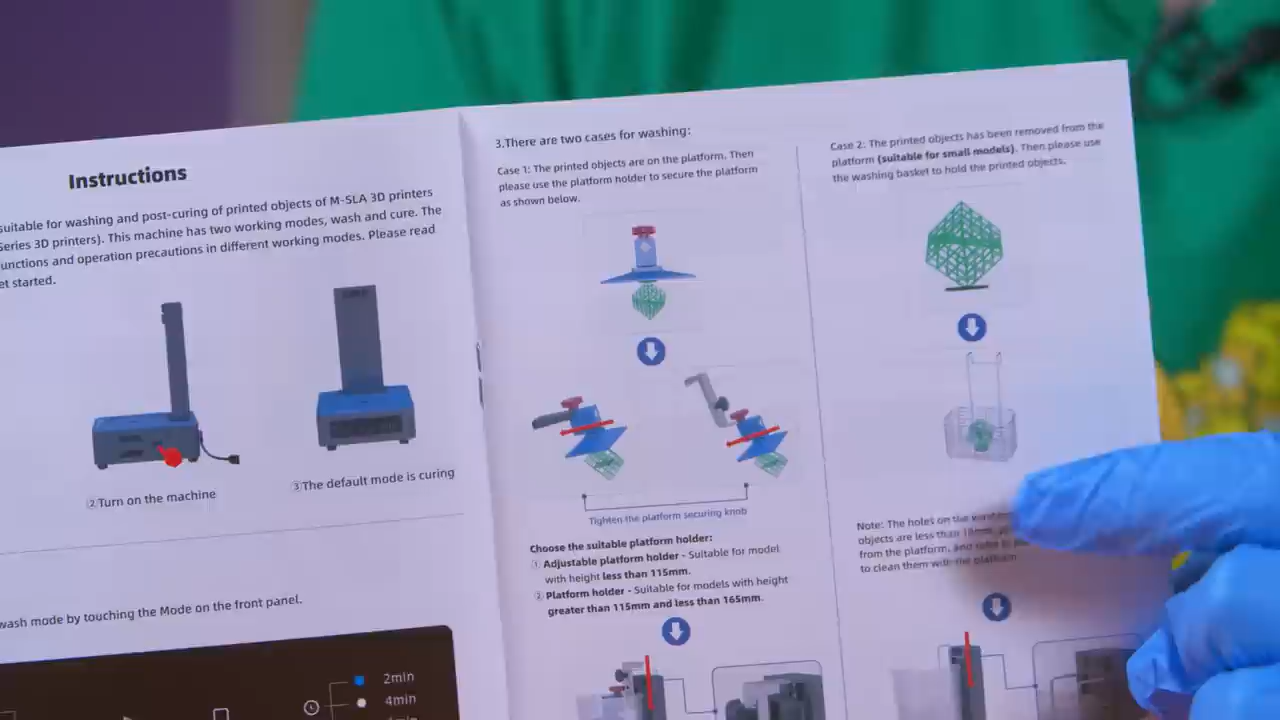 Instructions
suitable for washing and post-curing of printed objects of M-SLA 3D printers
Series 3D printers). This machine has two working modes, wash and cure. The
unctions and operation precautions in different working modes. Please read
et started.
② Turn on the machine
③ The default mode is curing
wash mode by touching the Mode on the front panel.
2min
4min
3.There are two cases for washing:
Case 1: The printed objects are on the platform. Then
please use the platform holder to secure the platform
as shown below.
Tighten the platform securing knob
Choose the suitable platform holder:
① Adjustable platform holder - Suitable for model
with height less than 115mm.
② Platform holder - Suitable for models with height
greater than 115mm and less than 165mm.
Case 2: The printed objects has been removed from the
platform (suitable for small models). Then please use
the washing basket to hold the printed objects.
Note: The holes on the
objects are less than
from the platform, and
to clean them with the platform.